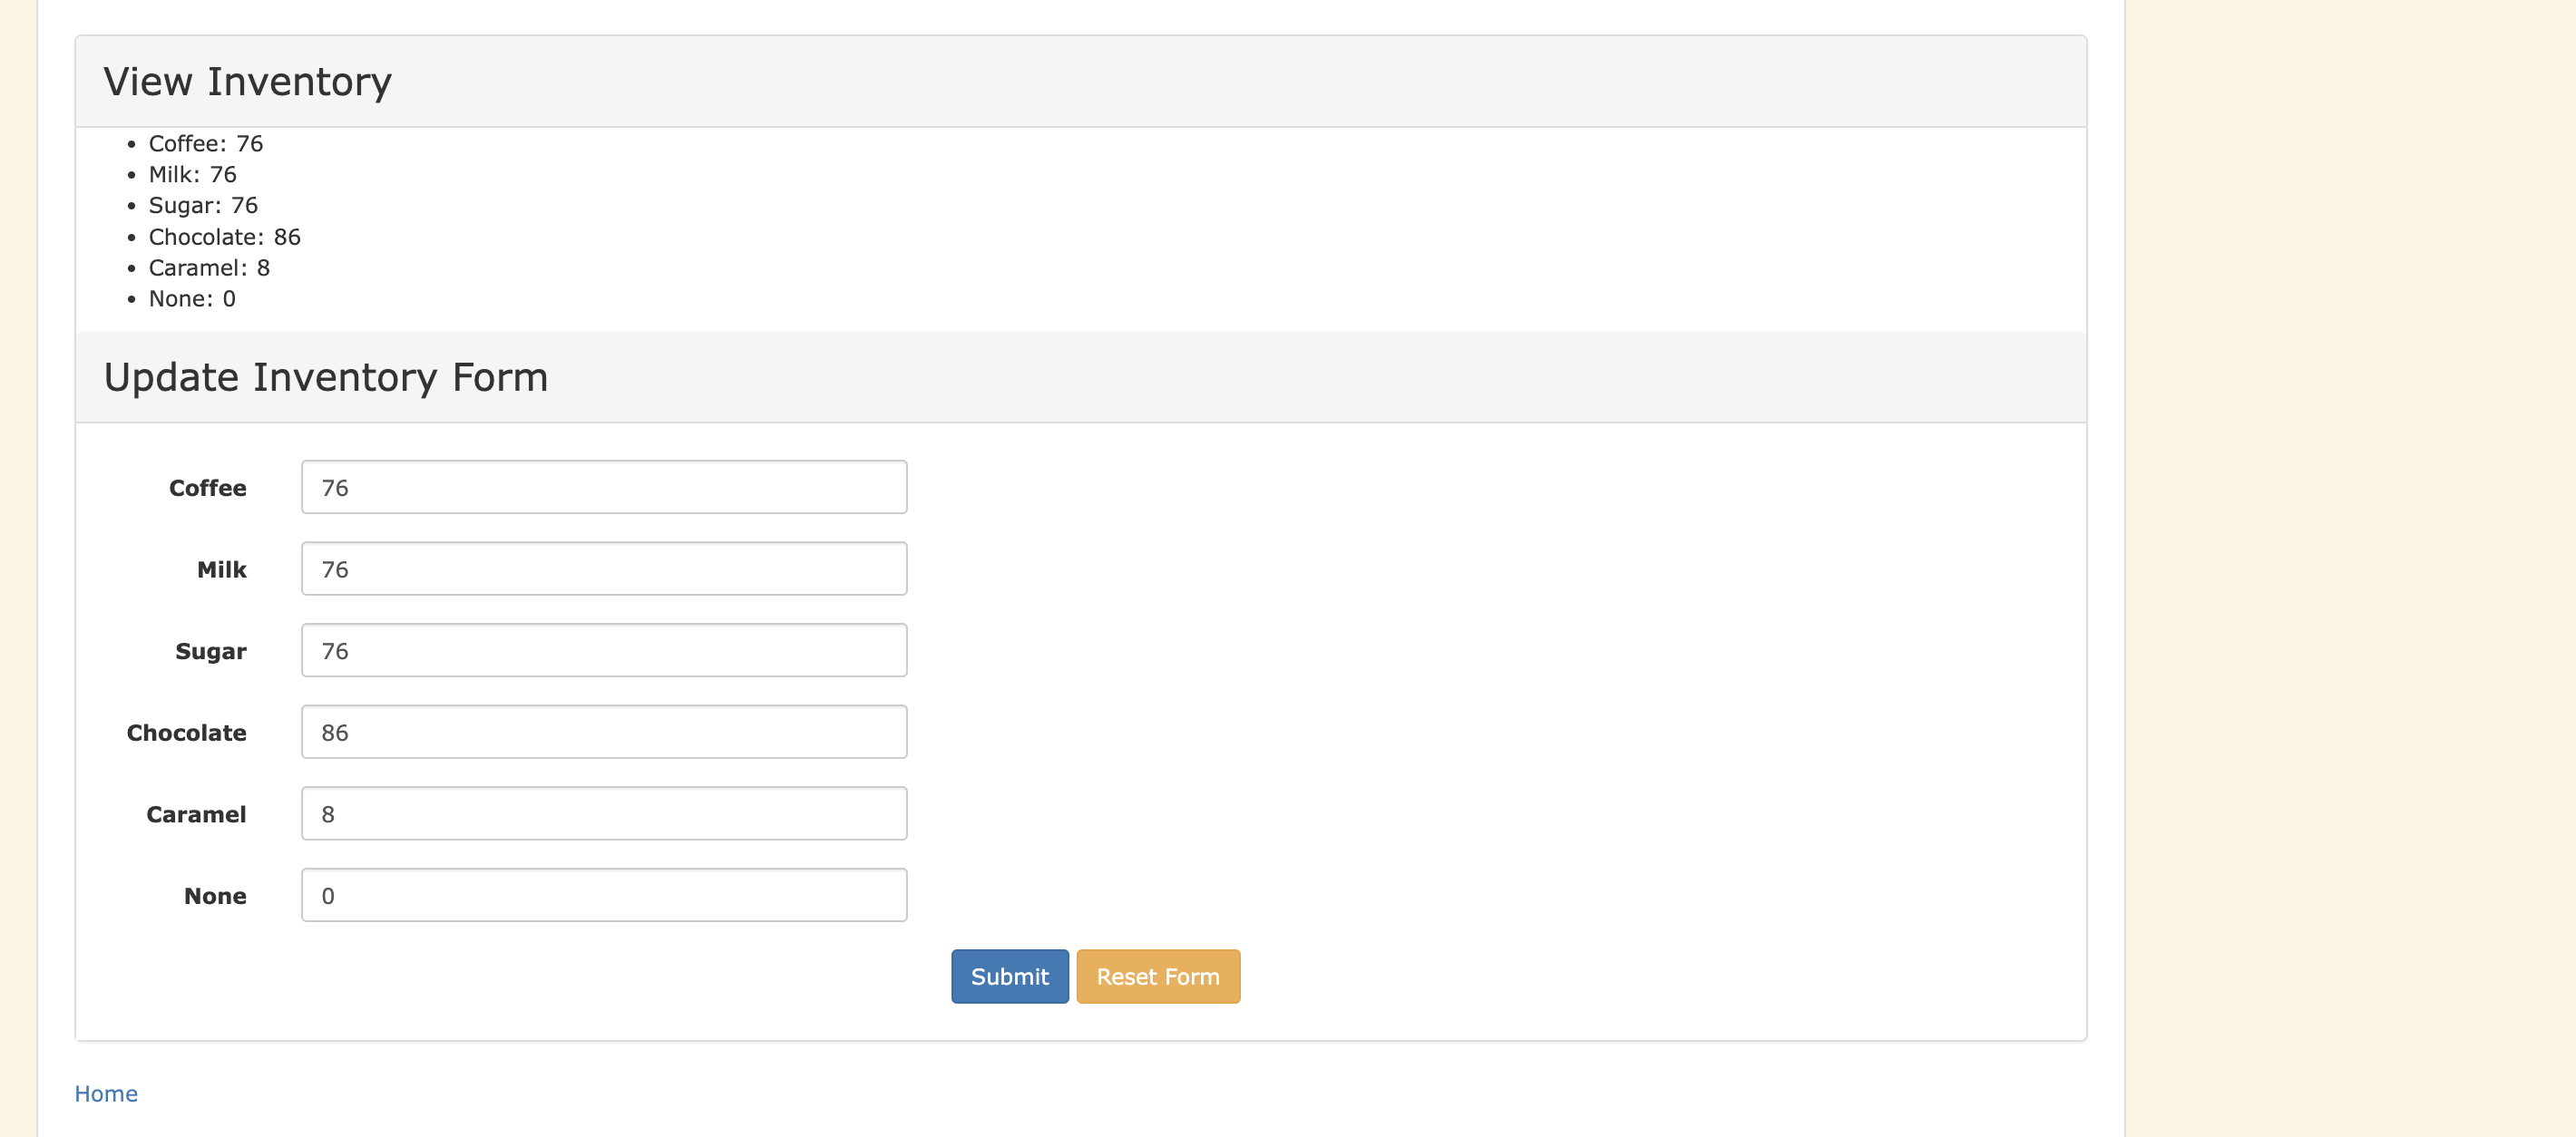 View Inventory
Coffee: 76
Milk: 76
Sugar: 76
Chocolate: 86
Caramel: 8
None: 0
Update Inventory Form
Coffee 76
Milk 76
Sugar 76
Chocolate 86
Caramel 8
None 0
Submit Reset Form
Home